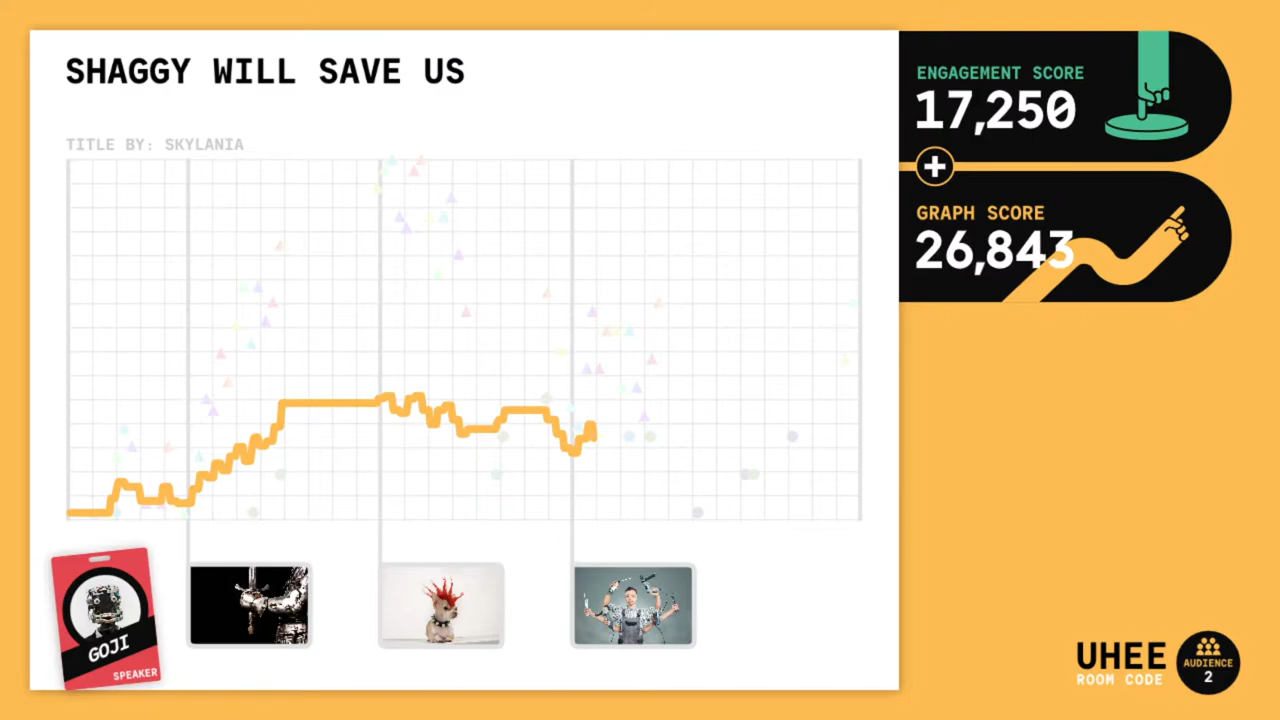 SHAGGY WILL SAVE US
TITLE BY: SKYLANIA
ENGAGEMENT SCORE
17,250
+
GRAPH SCORE
26,843
GOJI
SPEAKER
UHEE
ROOM CODE
AUDIENCE
2